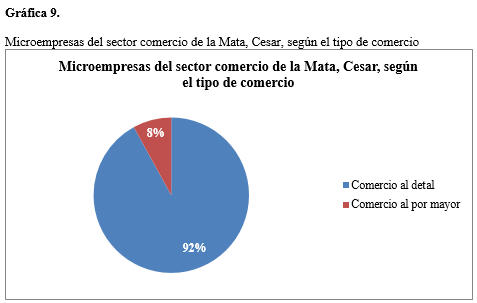 Gráfica 9.
Microempresas del sector comercio de la Mata, Cesar, según el tipo de comercio
Microempresas del sector comercio de la Mata, Cesar, según
el tipo de comercio
8%
92%
Comercio al detal
Comercio al por mayor